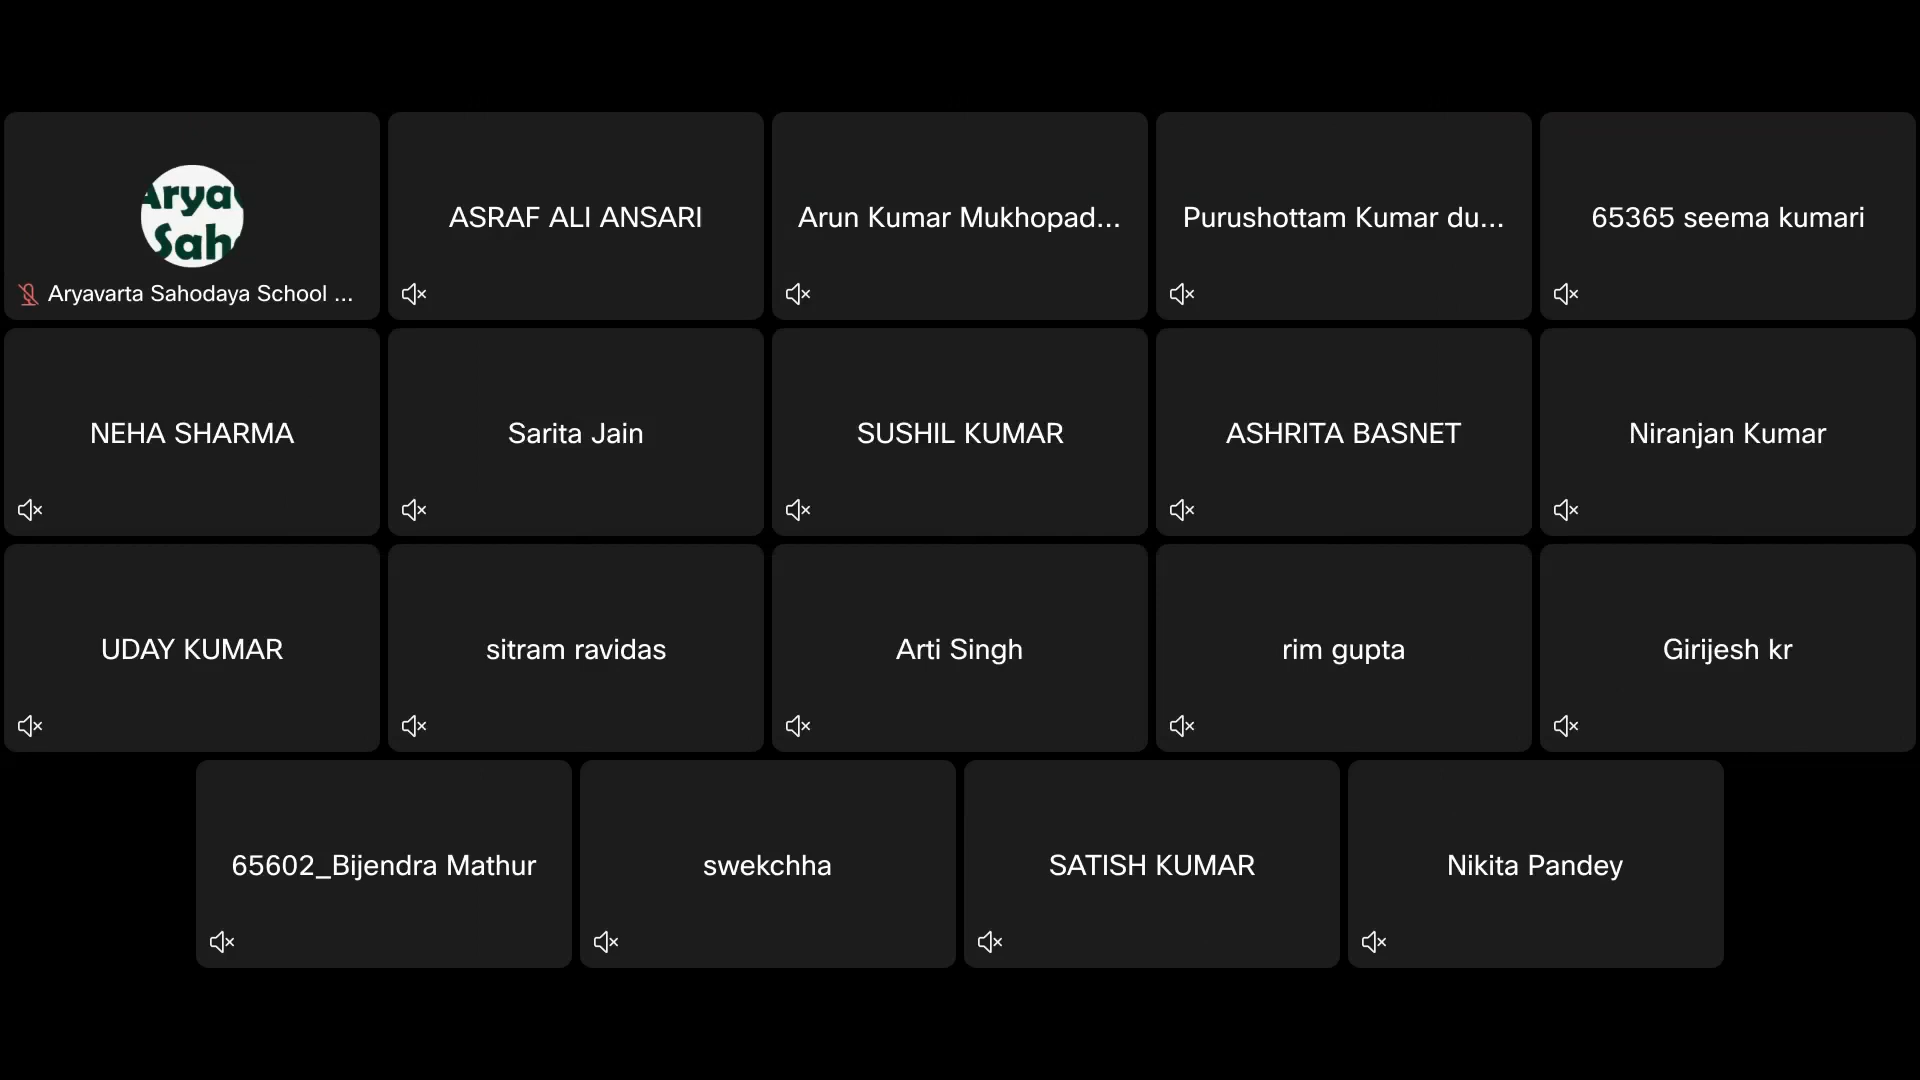 Arya
Sah
Aryavarta Sahodaya School ...
ASRAF ALI ANSARI
Arun Kumar Mukhopad...
Purushottam Kumar du...
65365 seema kumari
NEHA SHARMA
Sarita Jain
SUSHIL KUMAR
ASHRITA BASNET
Niranjan Kumar
UDAY KUMAR
sitram ravidas
Arti Singh
rim gupta
Girijesh kr
65602_Bijendra Mathur
swekchha
SATISH KUMAR
Nikita Pandey